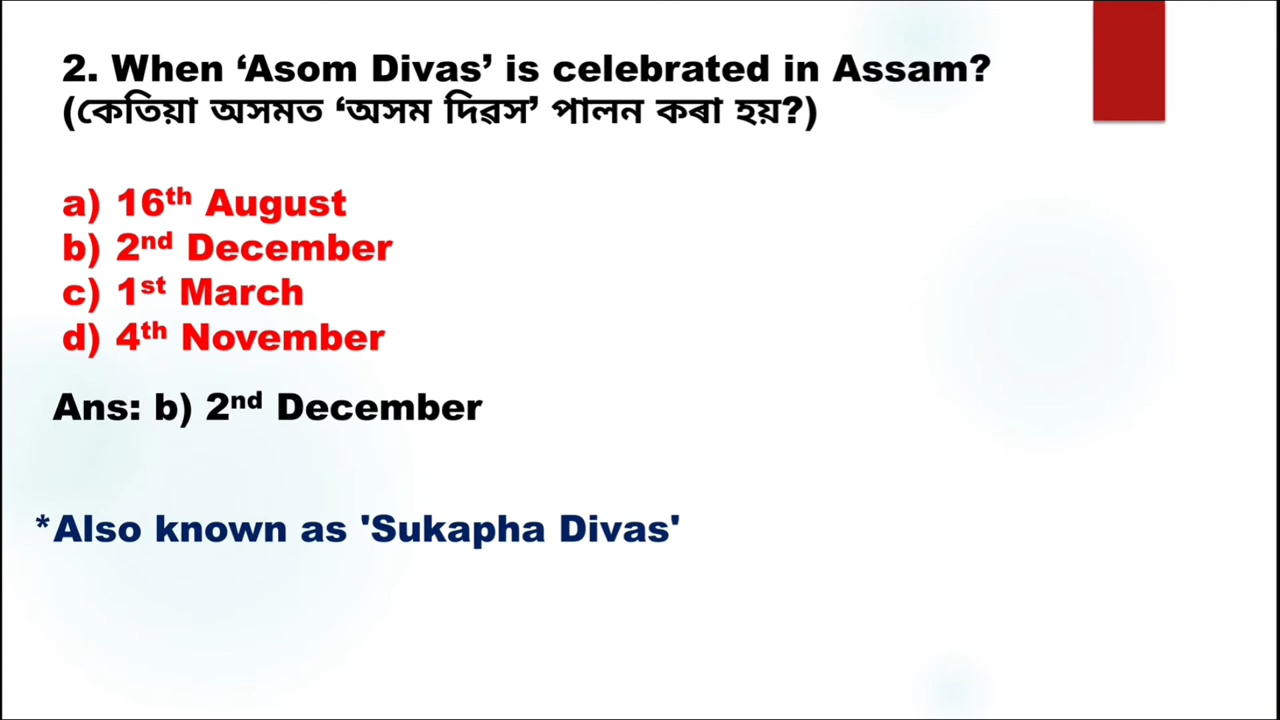 2. When ‘Asom Divas’ is celebrated in Assam?
(কেতিয়া অসমত ‘অসম দিৱস’ পালন কৰা হয়?)
a) 16th August
b) 2nd December
c) 1st March
d) 4th November
Ans: b) 2nd December
*Also known as 'Sukapha Divas'